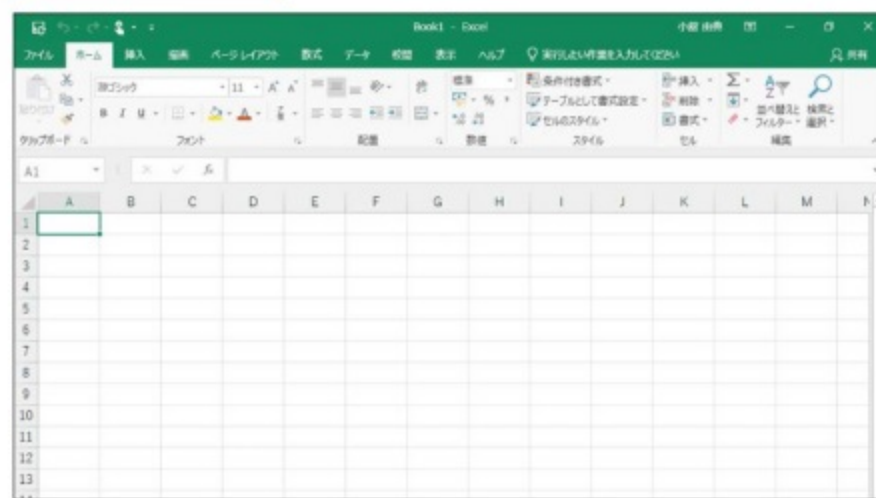 Book1 - Excel
ファイル ホーム 挿入 描画 ページ レイアウト 数式 データ 校閲 表示 ヘルプ 実行したい作業を入力してください 共有
游ゴシック 11 A A 標準 条件付き書式 挿入 Σ
B I U A % テーブルとして書式設定 削除 並べ替えと フィルター 検索と 選択
セルのスタイル 書式
クリップボード フォント 配置 数値 スタイル セル 編集
A1 fx
A B C D E F G H I J K L M N
1
2
3
4
5
6
7
8
9
10
11
12
13